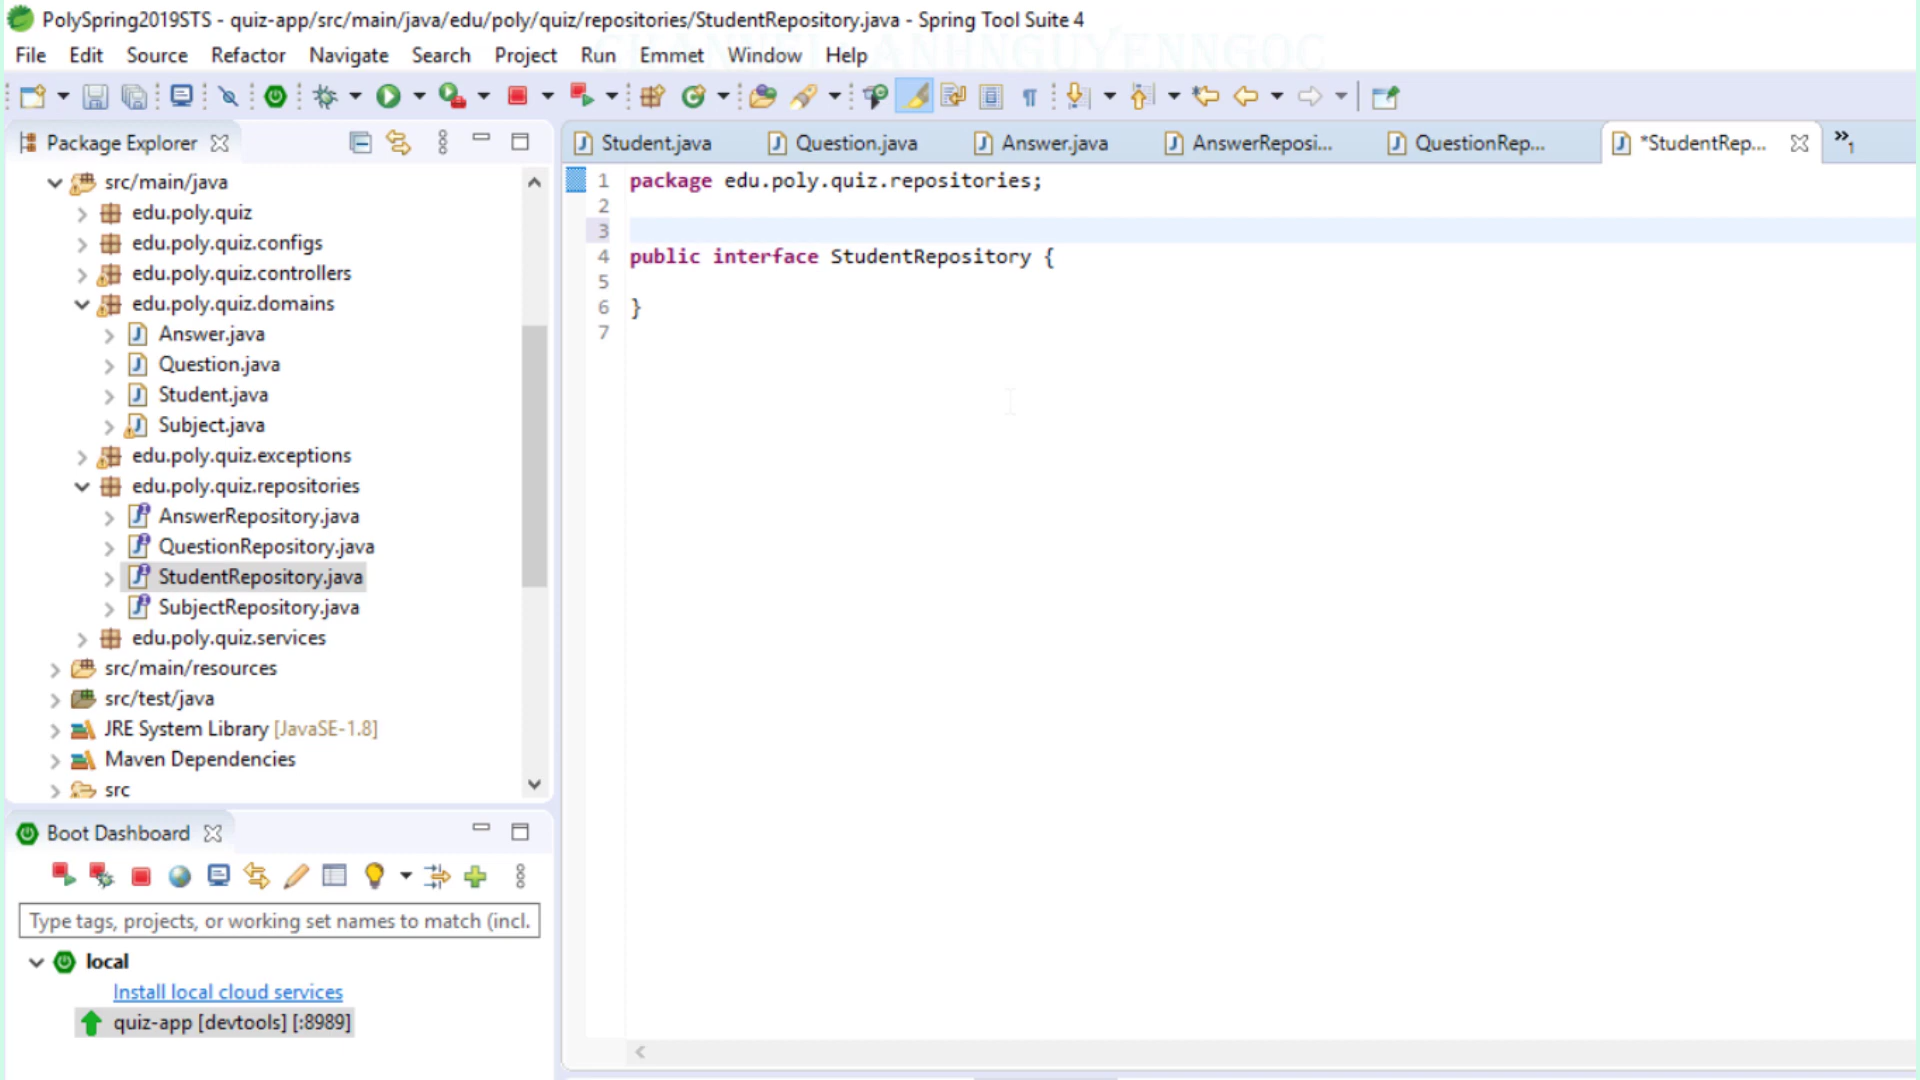 PolySpring2019STS - quiz-app/src/main/java/edu/poly/quiz/repositories/StudentRepository.java - Spring Tool Suite 4
File Edit Source Refactor Navigate Search Project Run Emmet Window Help
CHANNEL ANHNGUYENNGOC
Package Explorer
src/main/java
edu.poly.quiz
edu.poly.quiz.configs
edu.poly.quiz.controllers
edu.poly.quiz.domains
Answer.java
Question.java
Student.java
Subject.java
edu.poly.quiz.exceptions
edu.poly.quiz.repositories
AnswerRepository.java
QuestionRepository.java
StudentRepository.java
SubjectRepository.java
edu.poly.quiz.services
src/main/resources
src/test/java
JRE System Library [JavaSE-1.8]
Maven Dependencies
src
Boot Dashboard
Type tags, projects, or working set names to match (incl.
local
Install local cloud services
quiz-app [devtools] [:8989]
Student.java Question.java Answer.java AnswerReposi... QuestionRep... *StudentRep... »1
1 package edu.poly.quiz.repositories;
2
3
4 public interface StudentRepository {
5
6 }
7